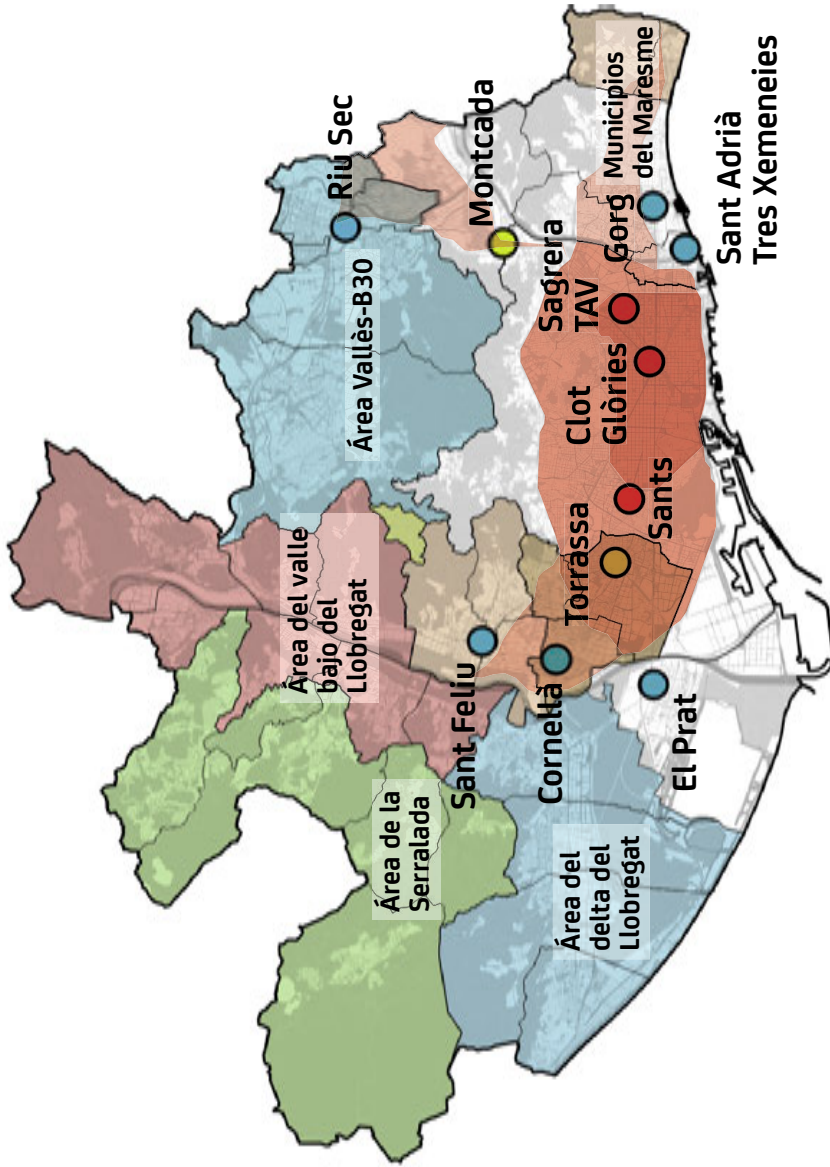 Riu Sec
Área Vallès-B30
Montcada
Municipios
del Maresme
Gorg
Sant Adrià
Tres Xemeneies
Sagrera
TAV
Clot
Glòries
Sants
Torrassa
Área del valle
bajo del
Llobregat
Sant Feliu
Cornellà
El Prat
Área de la
Serralada
Área del
delta del
Llobregat